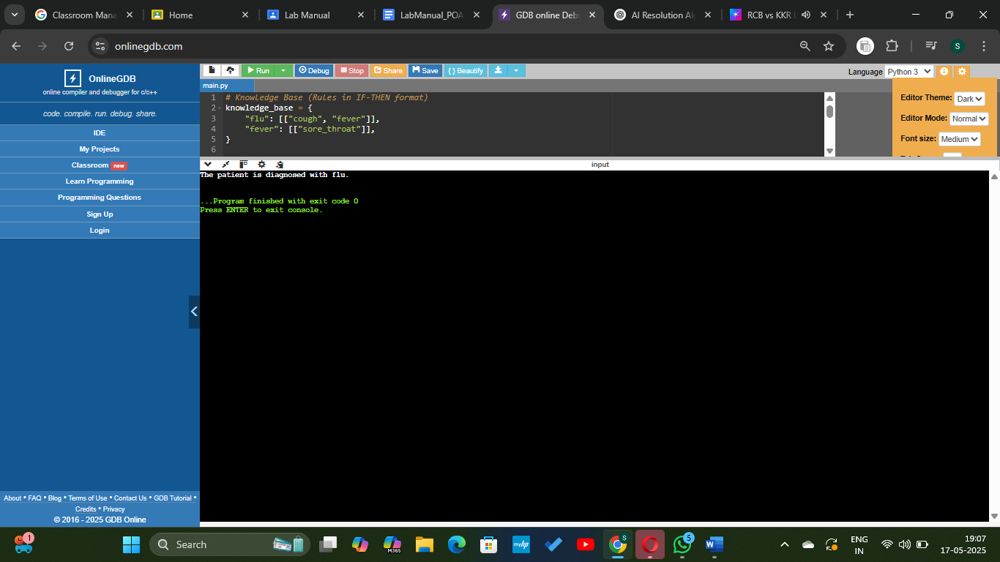 Classroom Mana
Home
Lab Manual
LabManual_POA
GDB online Deb
AI Resolution Al
RCB vs KKR L
onlinegdb.com
S
OnlineGDB
online compiler and debugger for c/c++
code. compile. run. debug. share.
IDE
My Projects
Classroom new
Learn Programming
Programming Questions
Sign Up
Login
About • FAQ • Blog • Terms of Use • Contact Us • GDB Tutorial •
Credits • Privacy
© 2016 - 2025 GDB Online
Run Debug Stop Share Save { } Beautify
Language Python 3
main.py
Editor Theme: Dark
Editor Mode: Normal
Font size: Medium
1 # Knowledge Base (Rules in IF-THEN format)
2 knowledge_base = {
3 "flu": [["cough", "fever"]],
4 "fever": [["sore_throat"]],
5 }
6
input
The patient is diagnosed with flu.
...Program finished with exit code 0
Press ENTER to exit console.
1
Search
M365
myhp
S
5
ENG
IN
19:07
17-05-2025